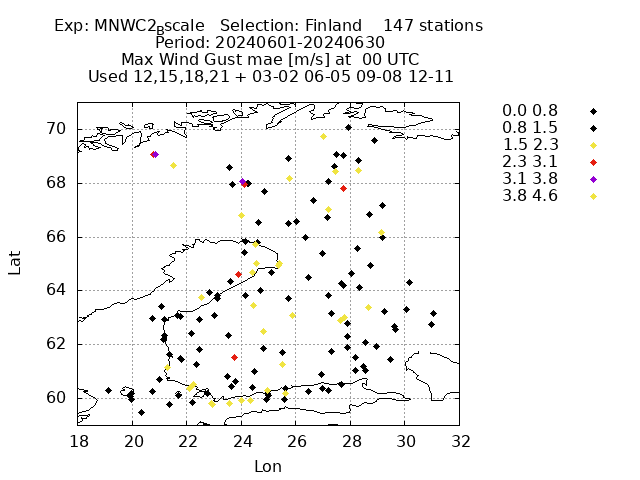 Exp: MNWC2_Bscale   Selection: Finland    147 stations
Period: 20240601-20240630
Max Wind Gust mae [m/s] at  00 UTC
Used 12,15,18,21 + 03-02 06-05 09-08 12-11
0.0 0.8
0.8 1.5
1.5 2.3
2.3 3.1
3.1 3.8
3.8 4.6
70
68
66
64
62
60
Lat
18 20 22 24 26 28 30 32
Lon